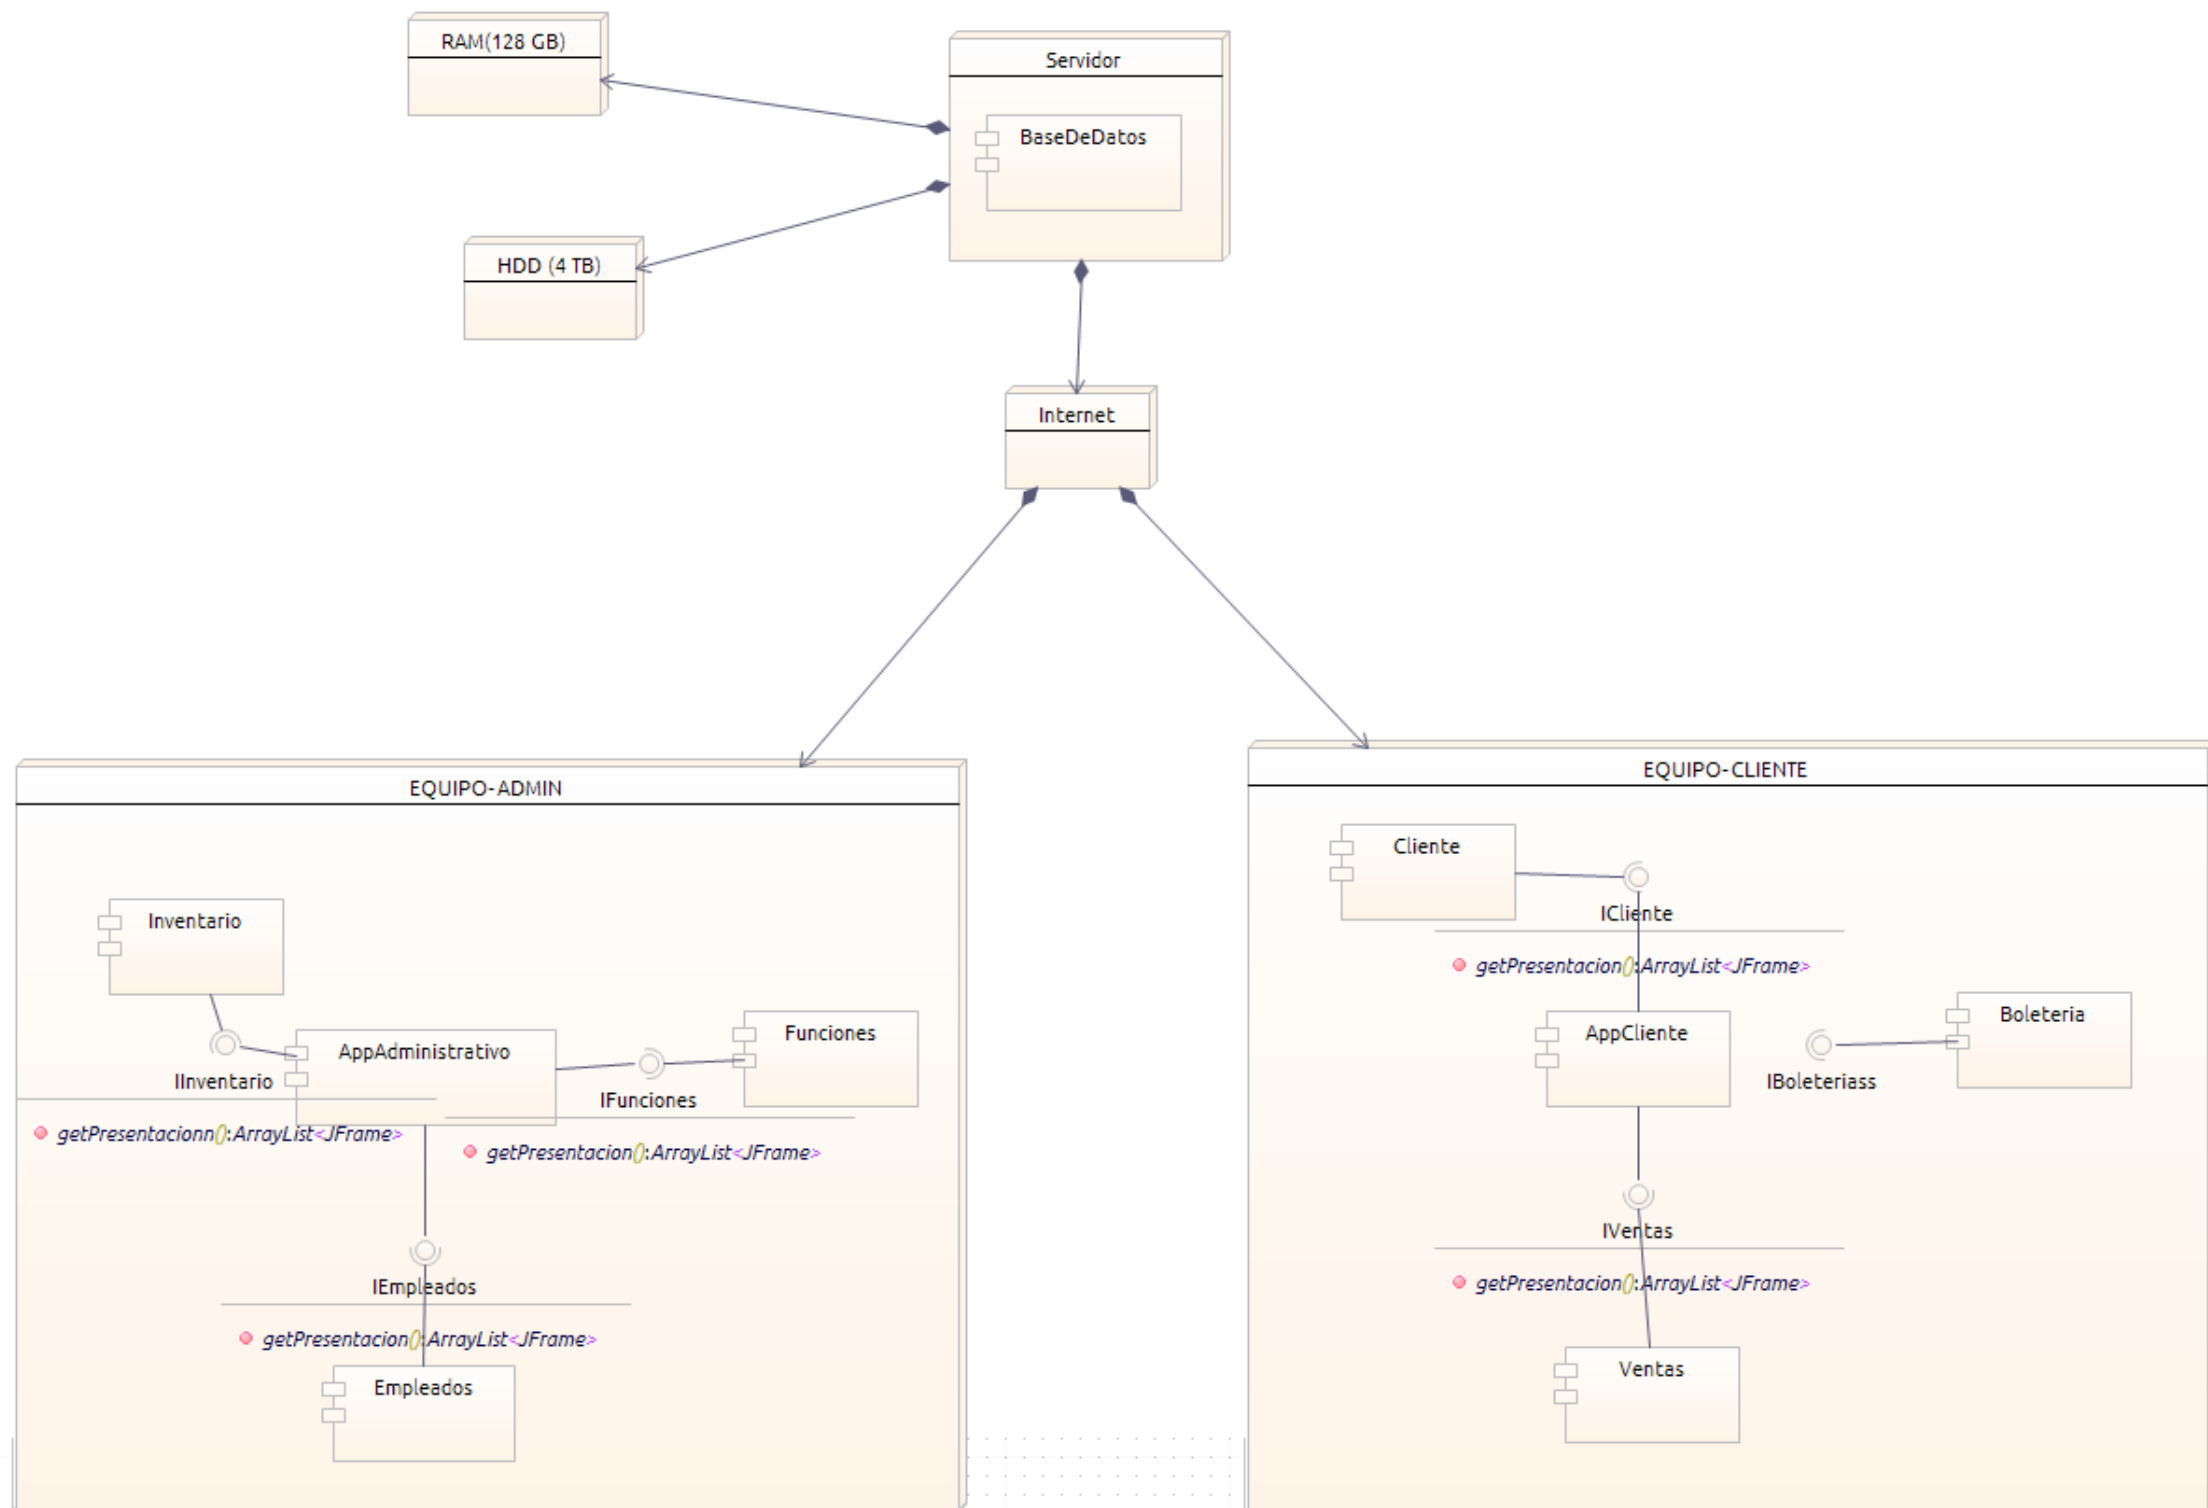 RAM(128 GB)
Servidor
BaseDeDatos
HDD (4 TB)
Internet
EQUIPO-ADMIN
Inventario
AppAdministrativo
Funciones
IInventario
IFunciones
getPresentacionn():ArrayList<JFrame>
getPresentacion():ArrayList<JFrame>
IEmpleados
getPresentacion():ArrayList<JFrame>
Empleados
EQUIPO-CLIENTE
Cliente
ICliente
getPresentacion():ArrayList<JFrame>
AppCliente
Boleteria
IBoleteriass
IVentas
getPresentacion():ArrayList<JFrame>
Ventas